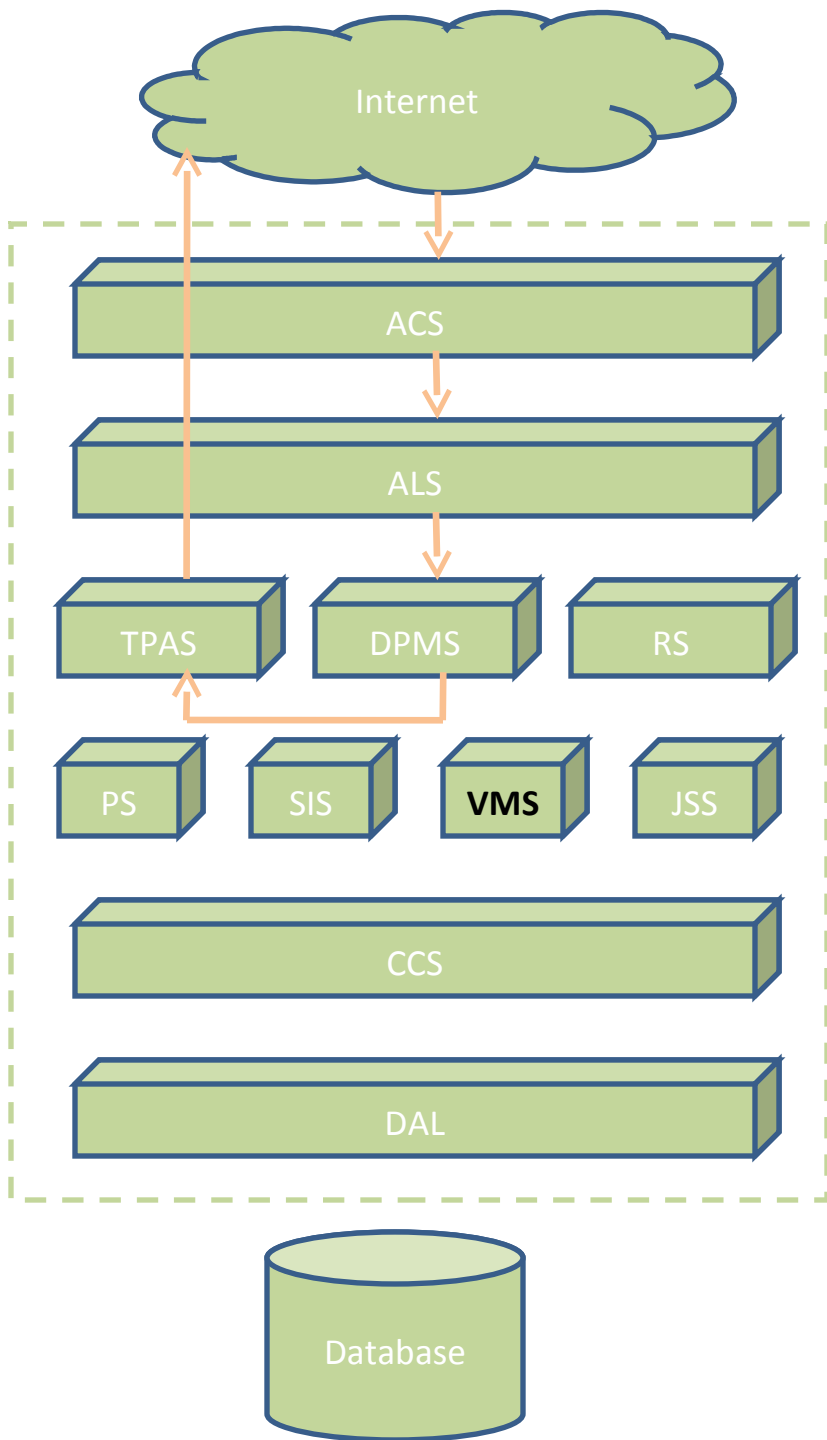 Internet
ACS
ALS
TPAS DPMS RS
PS SIS VMS JSS
CCS
DAL
Database